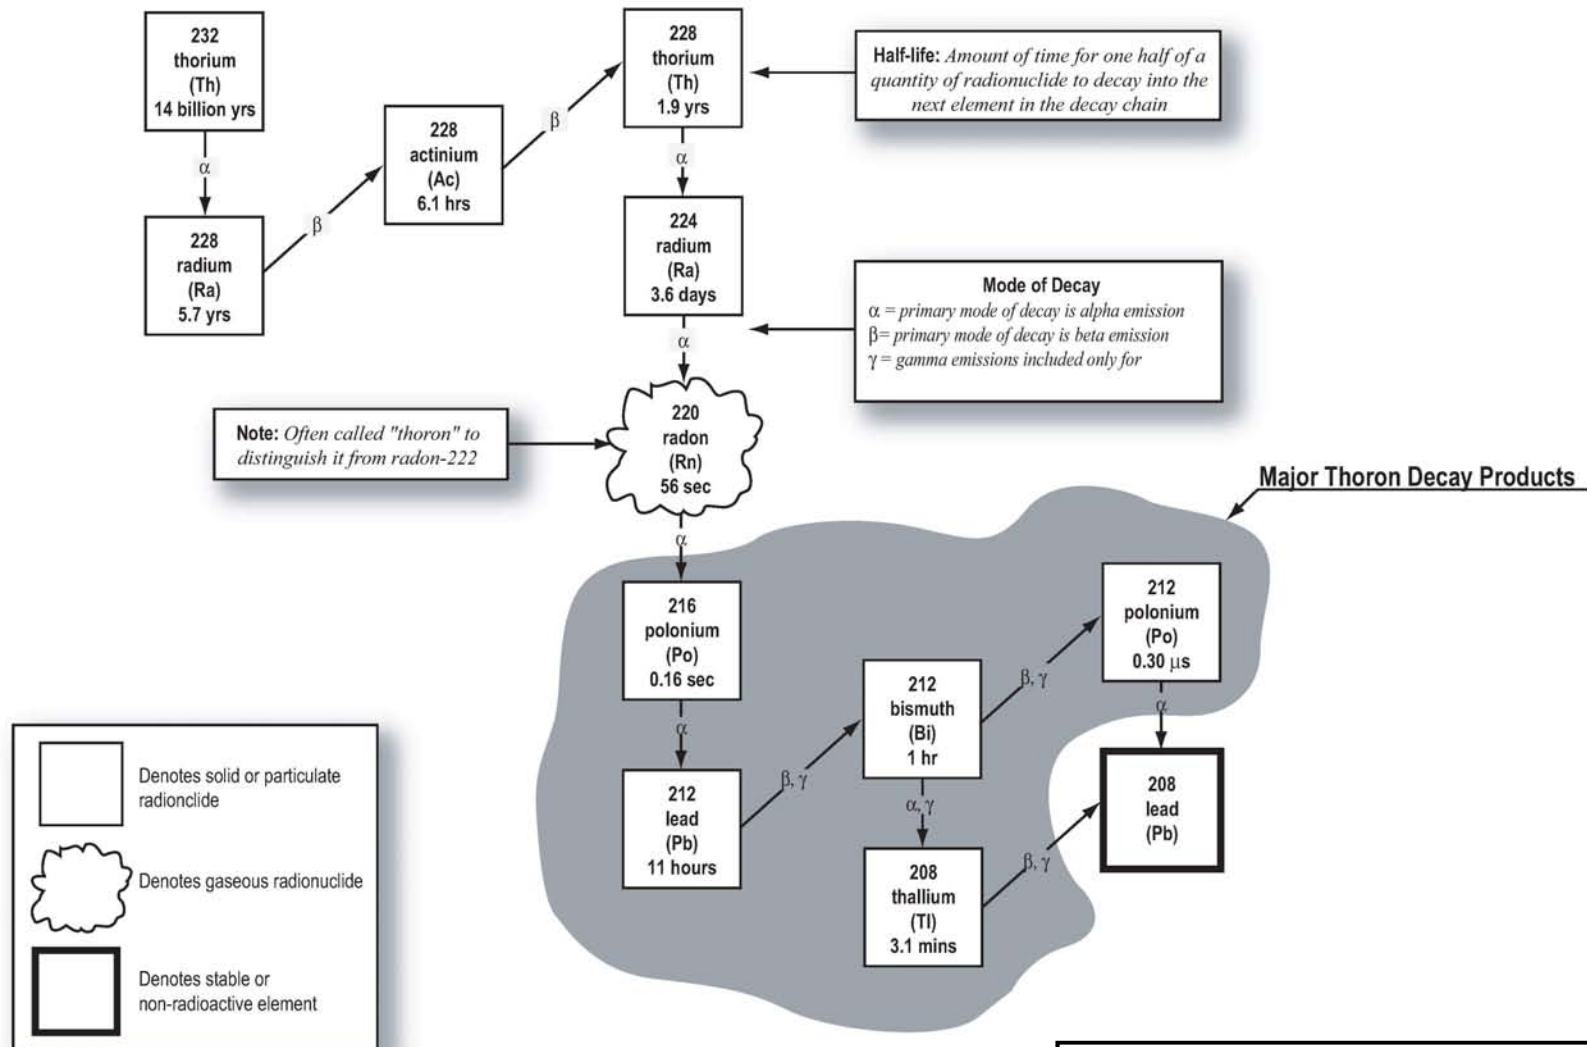 232
thorium
(Th)
14 billion yrs
α
228
radium
(Ra)
5.7 yrs
β
228
actinium
(Ac)
6.1 hrs
β
228
thorium
(Th)
1.9 yrs
Half-life: Amount of time for one half of a
quantity of radionuclide to decay into the
next element in the decay chain
α
224
radium
(Ra)
3.6 days
Mode of Decay
α = primary mode of decay is alpha emission
β= primary mode of decay is beta emission
γ = gamma emissions included only for
α
220
radon
(Rn)
56 sec
Note: Often called "thoron" to
distinguish it from radon-222
Major Thoron Decay Products
α
216
polonium
(Po)
0.16 sec
α
212
lead
(Pb)
11 hours
β, γ
212
bismuth
(Bi)
1 hr
β, γ
212
polonium
(Po)
0.30 μs
α
α, γ
208
thallium
(Tl)
3.1 mins
β, γ
208
lead
(Pb)
Denotes solid or particulate
radionclide
Denotes gaseous radionuclide
Denotes stable or
non-radioactive element